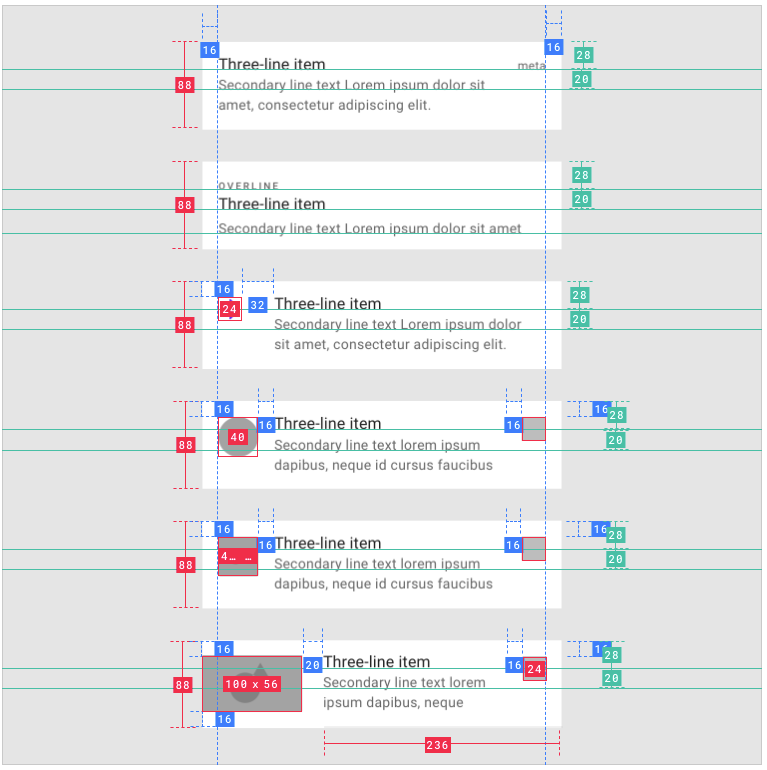 16 16
28
Three-line item meta
20
88 Secondary line text Lorem ipsum dolor sit
amet, consectetur adipiscing elit.
28
OVERLINE
20
88 Three-line item
Secondary line text Lorem ipsum dolor sit amet
16
28
24 32 Three-line item
20
88 Secondary line text Lorem ipsum dolor
sit amet, consectetur adipiscing elit.
16 16
28
16 Three-line item 16
40
20
88 Secondary line text lorem ipsum
dapibus, neque id cursus faucibus
16 16
28
16 Three-line item 16
4… …
20
88 Secondary line text lorem ipsum
dapibus, neque id cursus faucibus
16 16
28
20 Three-line item 16 24
20
88 100 x 56 Secondary line text lorem
ipsum dapibus, neque
16
236